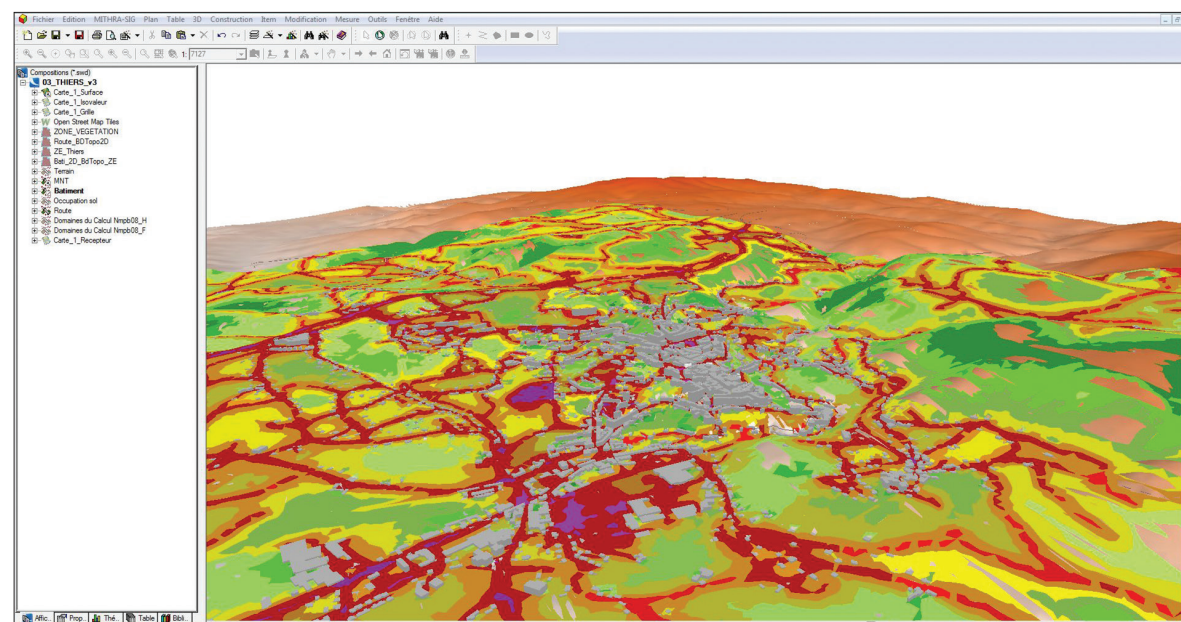 Fichier Edition MITHRA-SIG Plan Table 3D Construction Item Modification Mesure Outils Fenêtre Aide
1: 7127
Compositions (*.swd)
03_THIERS_v3
Carte_1_Surface
Carte_1_Isovaleur
Carte_1_Grille
Open Street Map Tiles
ZONE_VEGETATION
Route_BDTopo2D
ZE_Thiers
Bati_2D_BdTopo_ZE
Terrain
MNT
Batiment
Occupation sol
Route
Domaines du Calcul Nmpb08_H
Domaines du Calcul Nmpb08_F
Carte_1_Recepteur
Affic... Prop... Thé... Table Bibli...